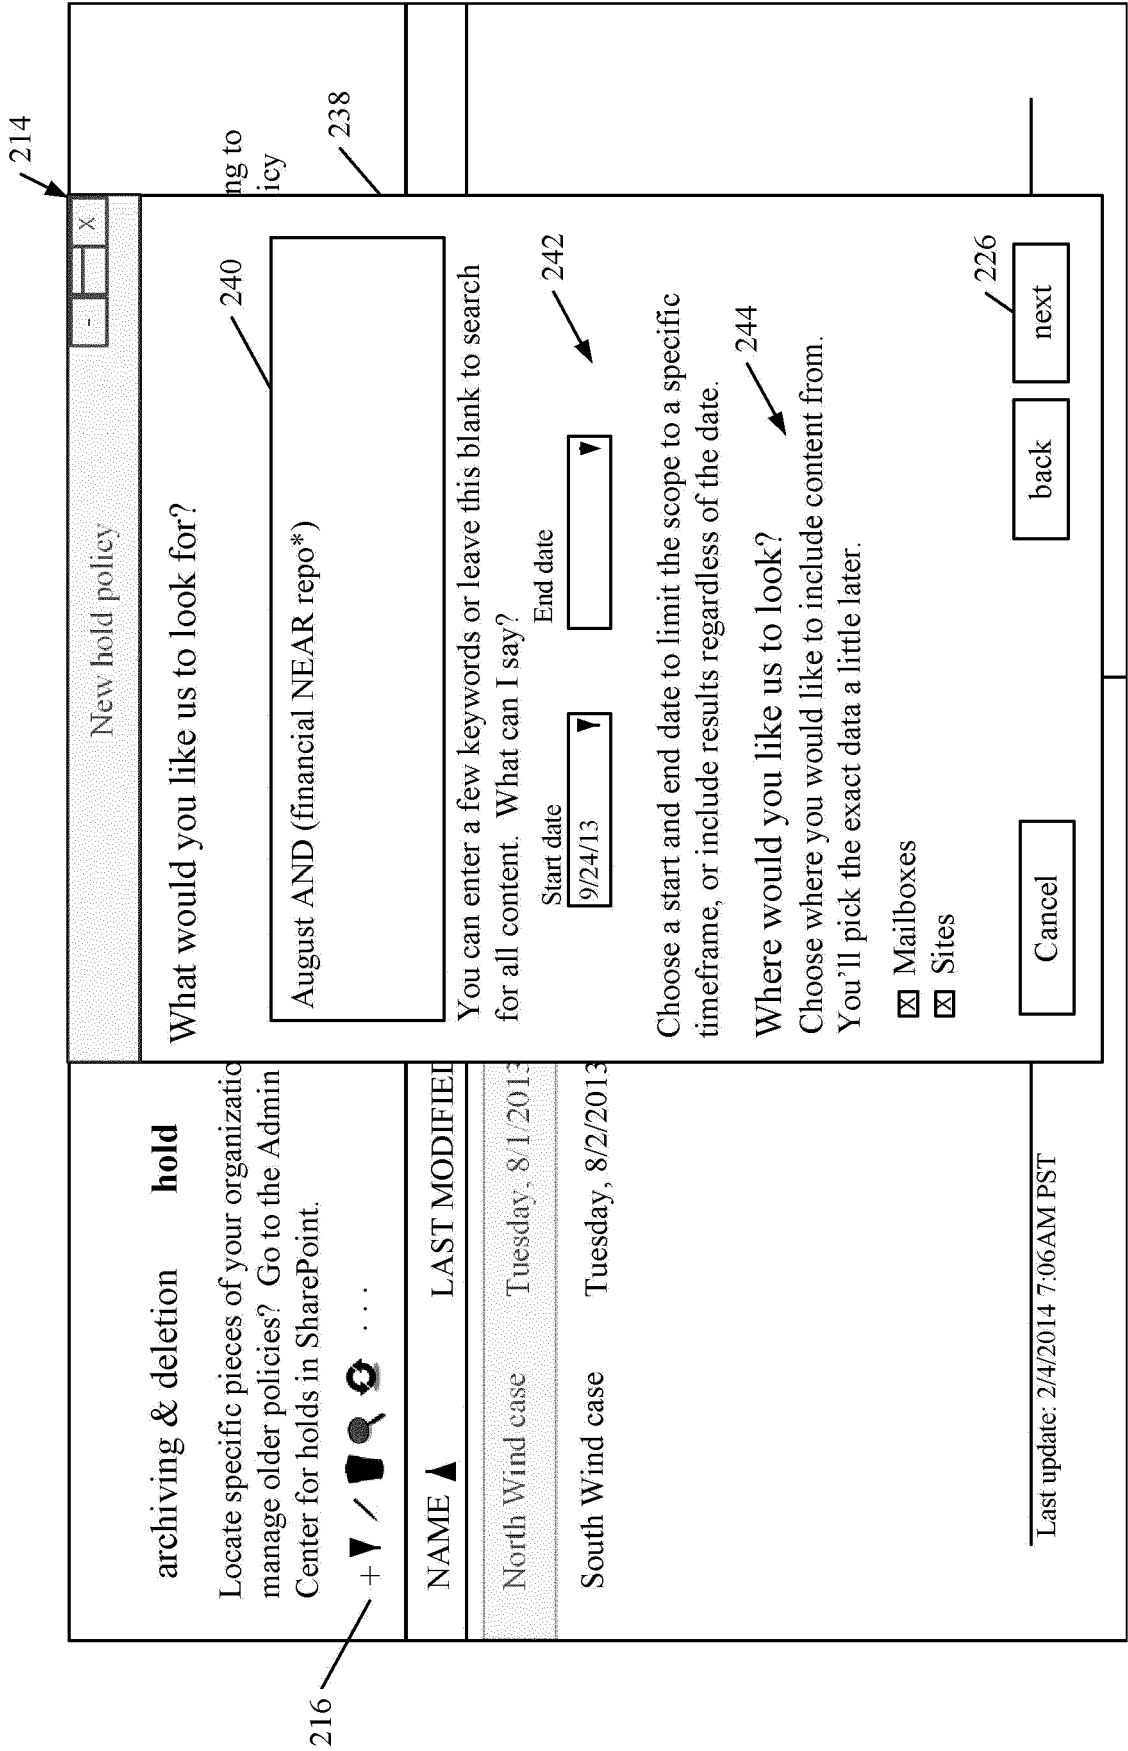 214
New hold policy
-
x
archiving & deletion
hold
Locate specific pieces of your organizatio
manage older policies? Go to the Admin
Center for holds in SharePoint.
ng to
icy
216
+
. . .
NAME
LAST MODIFIED
North Wind case
Tuesday, 8/1/2013
South Wind case
Tuesday, 8/2/2013
Last update: 2/4/2014 7:06AM PST
238
What would you like us to look for?
240
August AND (financial NEAR repo*)
You can enter a few keywords or leave this blank to search
for all content. What can I say?
242
Start date
End date
9/24/13
Choose a start and end date to limit the scope to a specific
timeframe, or include results regardless of the date.
244
Where would you like us to look?
Choose where you would like to include content from.
You'll pick the exact data a little later.
x Mailboxes
x Sites
226
Cancel
back
next